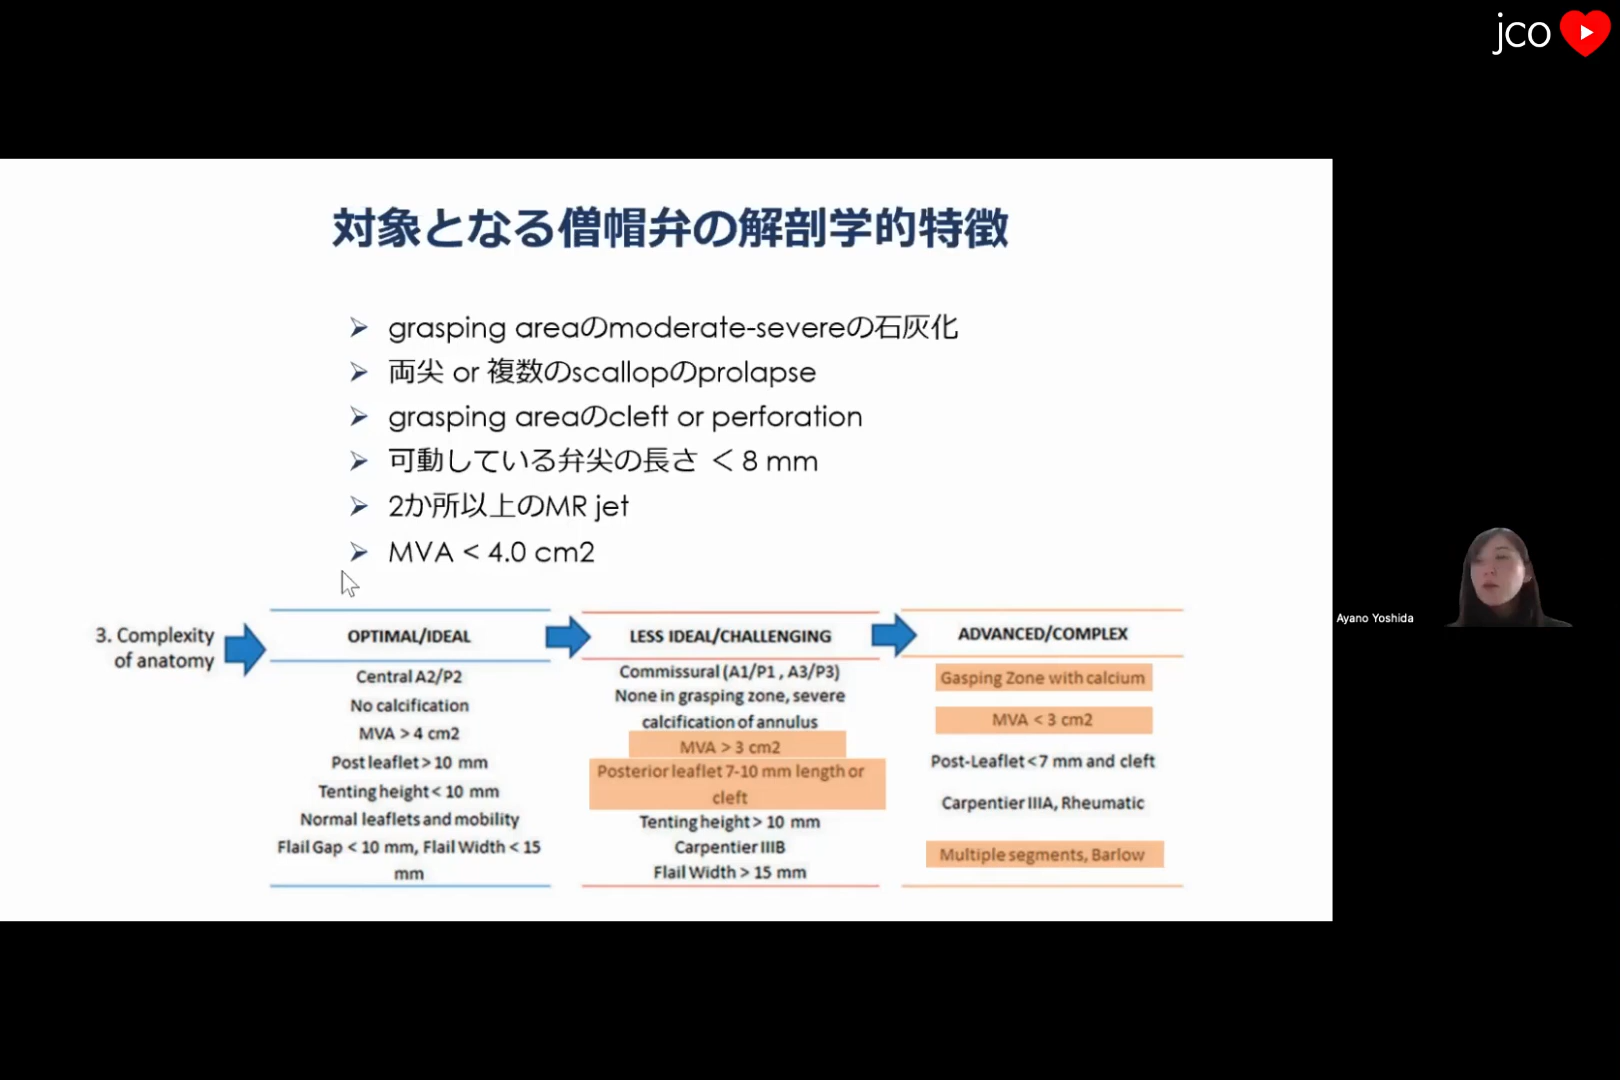 jco
対象となる僧帽弁の解剖学的特徴
➢ grasping areaのmoderate-severeの石灰化
➢ 両尖 or 複数のscallopのprolapse
➢ grasping areaのcleft or perforation
➢ 可動している弁尖の長さ ＜8 mm
➢ 2か所以上のMR jet
➢ MVA < 4.0 cm2
3. Complexity
of anatomy
OPTIMAL/IDEAL
Central A2/P2
No calcification
MVA > 4 cm2
Post leaflet > 10 mm
Tenting height < 10 mm
Normal leaflets and mobility
Flail Gap < 10 mm, Flail Width < 15
mm
LESS IDEAL/CHALLENGING
Commissural (A1/P1 , A3/P3)
None in grasping zone, severe
calcification of annulus
MVA > 3 cm2
Posterior leaflet 7-10 mm length or
cleft
Tenting height > 10 mm
Carpentier IIIB
Flail Width > 15 mm
ADVANCED/COMPLEX
Gasping Zone with calcium
MVA < 3 cm2
Post-Leaflet <7 mm and cleft
Carpentier IIIA, Rheumatic
Multiple segments, Barlow
Ayano Yoshida